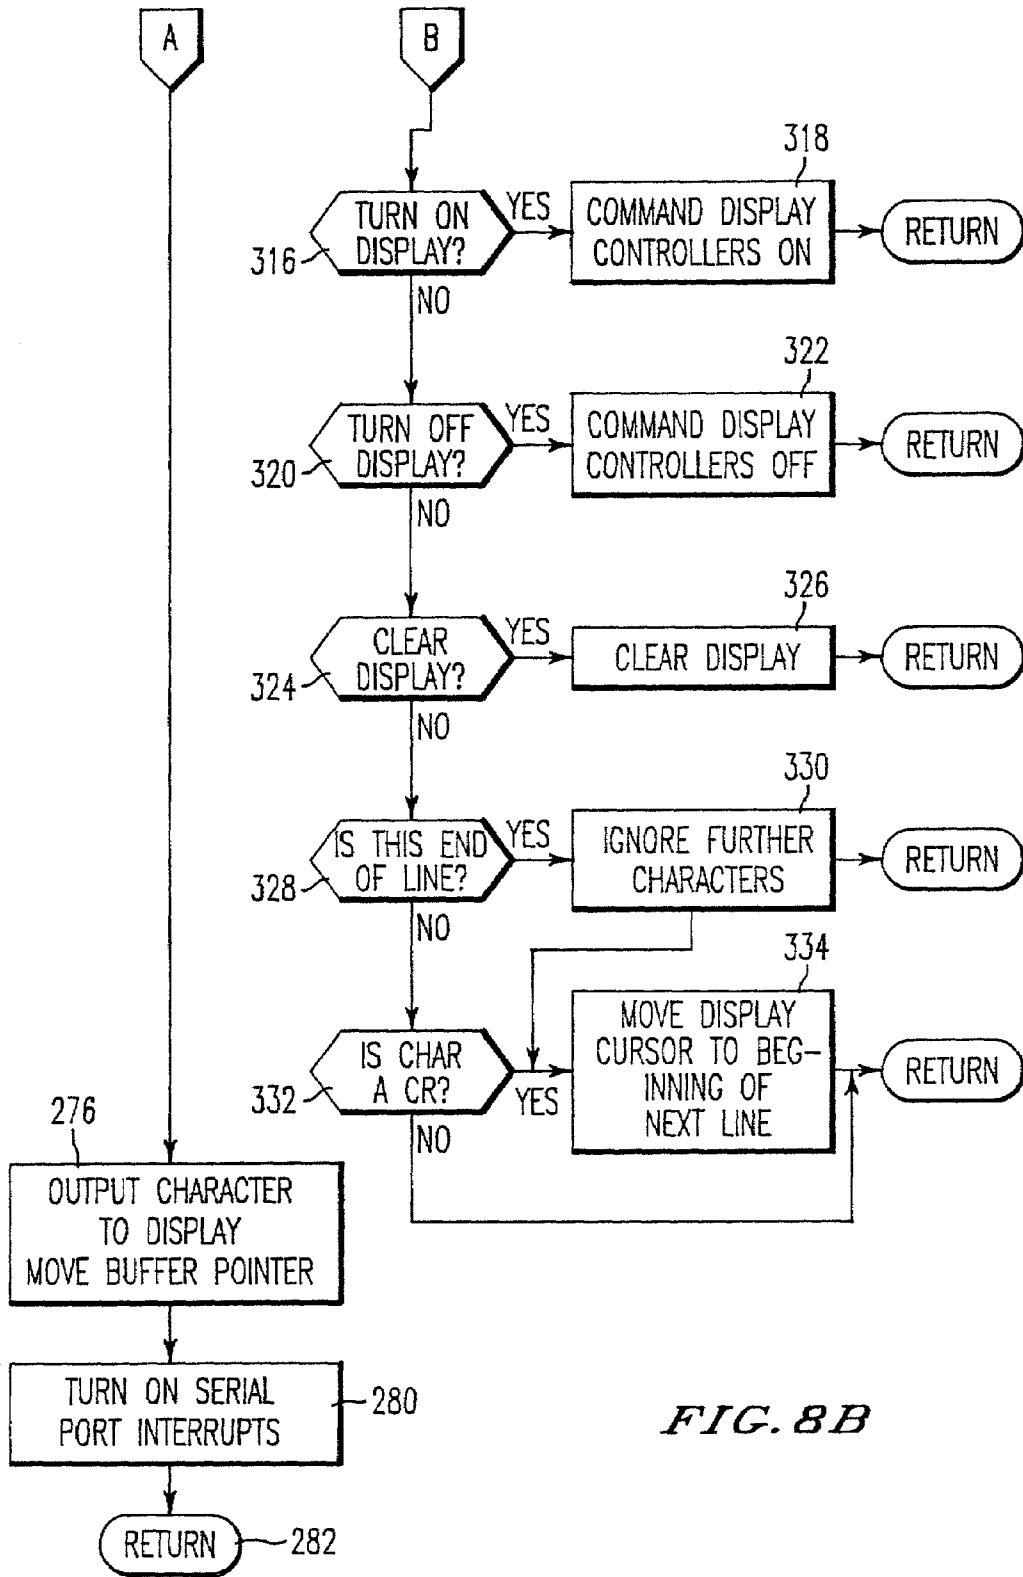 A
B
318
TURN ON
DISPLAY?
316
YES
COMMAND DISPLAY
CONTROLLERS ON
RETURN
NO
322
TURN OFF
DISPLAY?
320
YES
COMMAND DISPLAY
CONTROLLERS OFF
RETURN
NO
326
CLEAR
DISPLAY?
324
YES
CLEAR DISPLAY
RETURN
NO
330
IS THIS END
OF LINE?
328
YES
IGNORE FURTHER
CHARACTERS
RETURN
NO
334
IS CHAR
A CR?
332
YES
MOVE DISPLAY
CURSOR TO BEG-
INNING OF
NEXT LINE
RETURN
NO
276
OUTPUT CHARACTER
TO DISPLAY
MOVE BUFFER POINTER
TURN ON SERIAL
PORT INTERRUPTS
280
RETURN
282
FIG. 8B